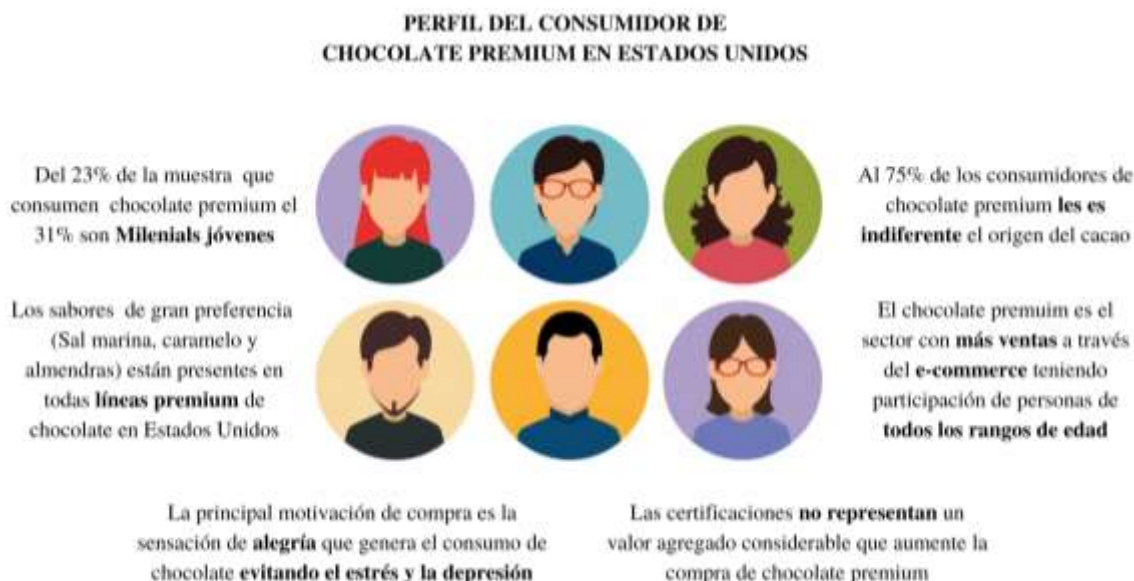 PERFIL DEL CONSUMIDOR DE
CHOCOLATE PREMIUM EN ESTADOS UNIDOS
Del 23% de la muestra que
consumen chocolate premium el
31% son Milenials jóvenes
Al 75% de los consumidores de
chocolate premium les es
indiferente el origen del cacao
Los sabores de gran preferencia
(Sal marina, caramelo y
almendras) están presentes en
todas líneas premium de
chocolate en Estados Unidos
El chocolate premuim es el
sector con más ventas a través
del e-commerce teniendo
participación de personas de
todos los rangos de edad
La principal motivación de compra es la
sensación de alegría que genera el consumo de
chocolate evitando el estrés y la depresión
Las certificaciones no representan un
valor agregado considerable que aumente la
compra de chocolate premium